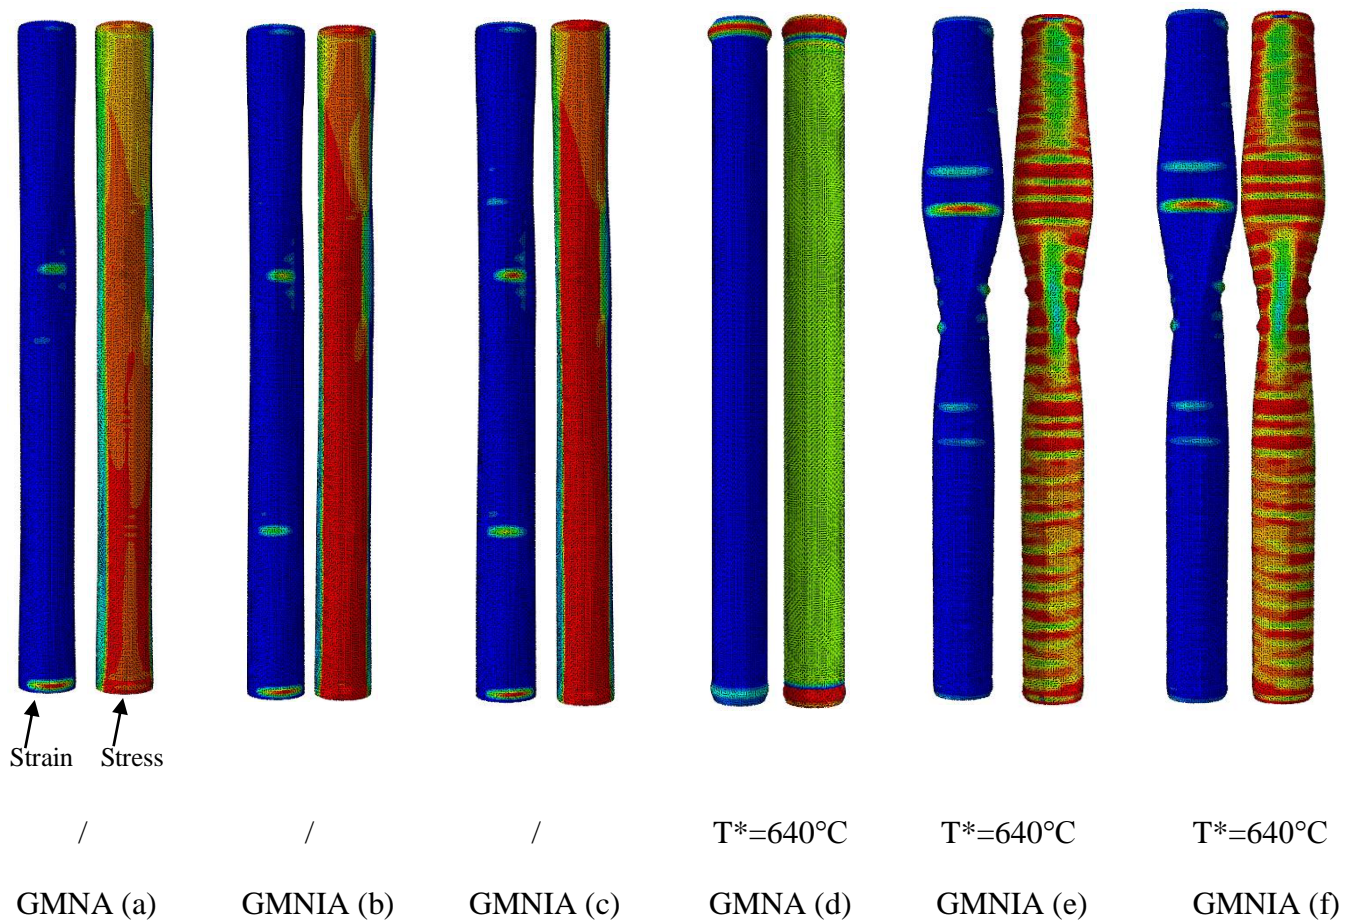 Strain Stress
/ / / T*=640°C T*=640°C T*=640°C
GMNA (a) GMNIA (b) GMNIA (c) GMNA (d) GMNIA (e) GMNIA (f)